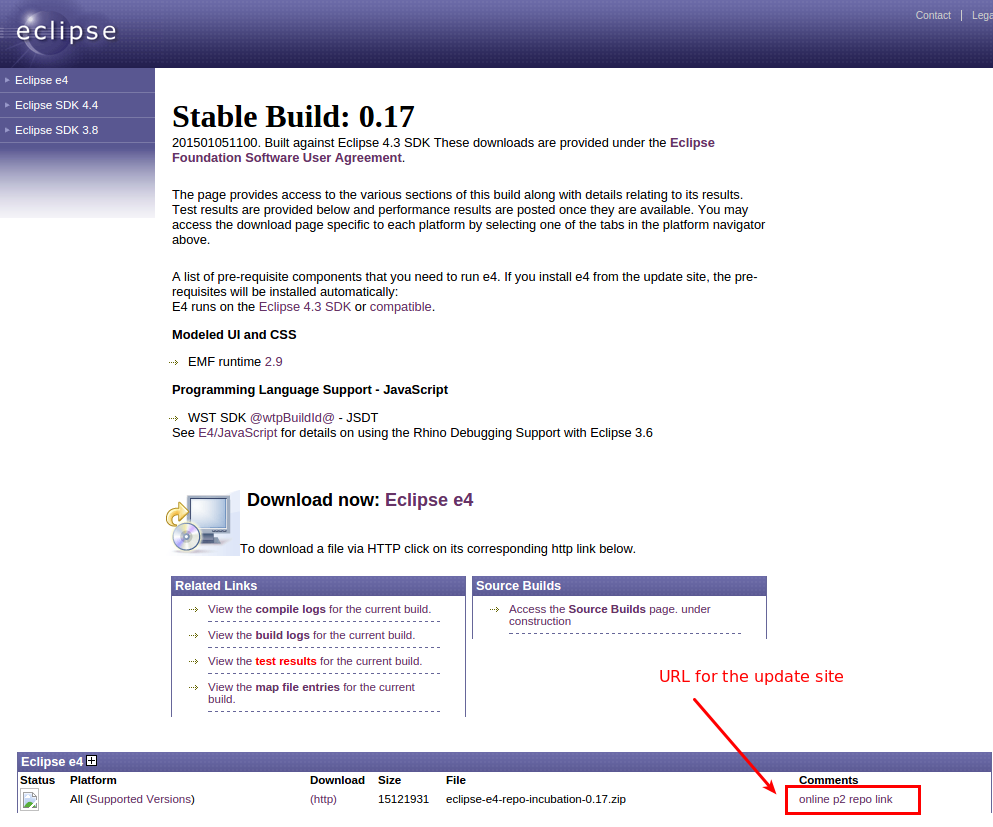 eclipse
Contact | Lega
Eclipse e4
Eclipse SDK 4.4
Eclipse SDK 3.8
Stable Build: 0.17
201501051100. Built against Eclipse 4.3 SDK These downloads are provided under the Eclipse
Foundation Software User Agreement.
The page provides access to the various sections of this build along with details relating to its results.
Test results are provided below and performance results are posted once they are available. You may
access the download page specific to each platform by selecting one of the tabs in the platform navigator
above.
A list of pre-requisite components that you need to run e4. If you install e4 from the update site, the pre-
requisites will be installed automatically:
E4 runs on the Eclipse 4.3 SDK or compatible.
Modeled UI and CSS
EMF runtime 2.9
Programming Language Support - JavaScript
WST SDK @wtpBuildId@ - JSDT
See E4/JavaScript for details on using the Rhino Debugging Support with Eclipse 3.6
Download now: Eclipse e4
To download a file via HTTP click on its corresponding http link below.
Related Links
View the compile logs for the current build.
View the build logs for the current build.
View the test results for the current build.
View the map file entries for the current
build.
Source Builds
Access the Source Builds page. under
construction
URL for the update site
Eclipse e4
Status Platform Download Size File Comments
All (Supported Versions) (http) 15121931 eclipse-e4-repo-incubation-0.17.zip online p2 repo link